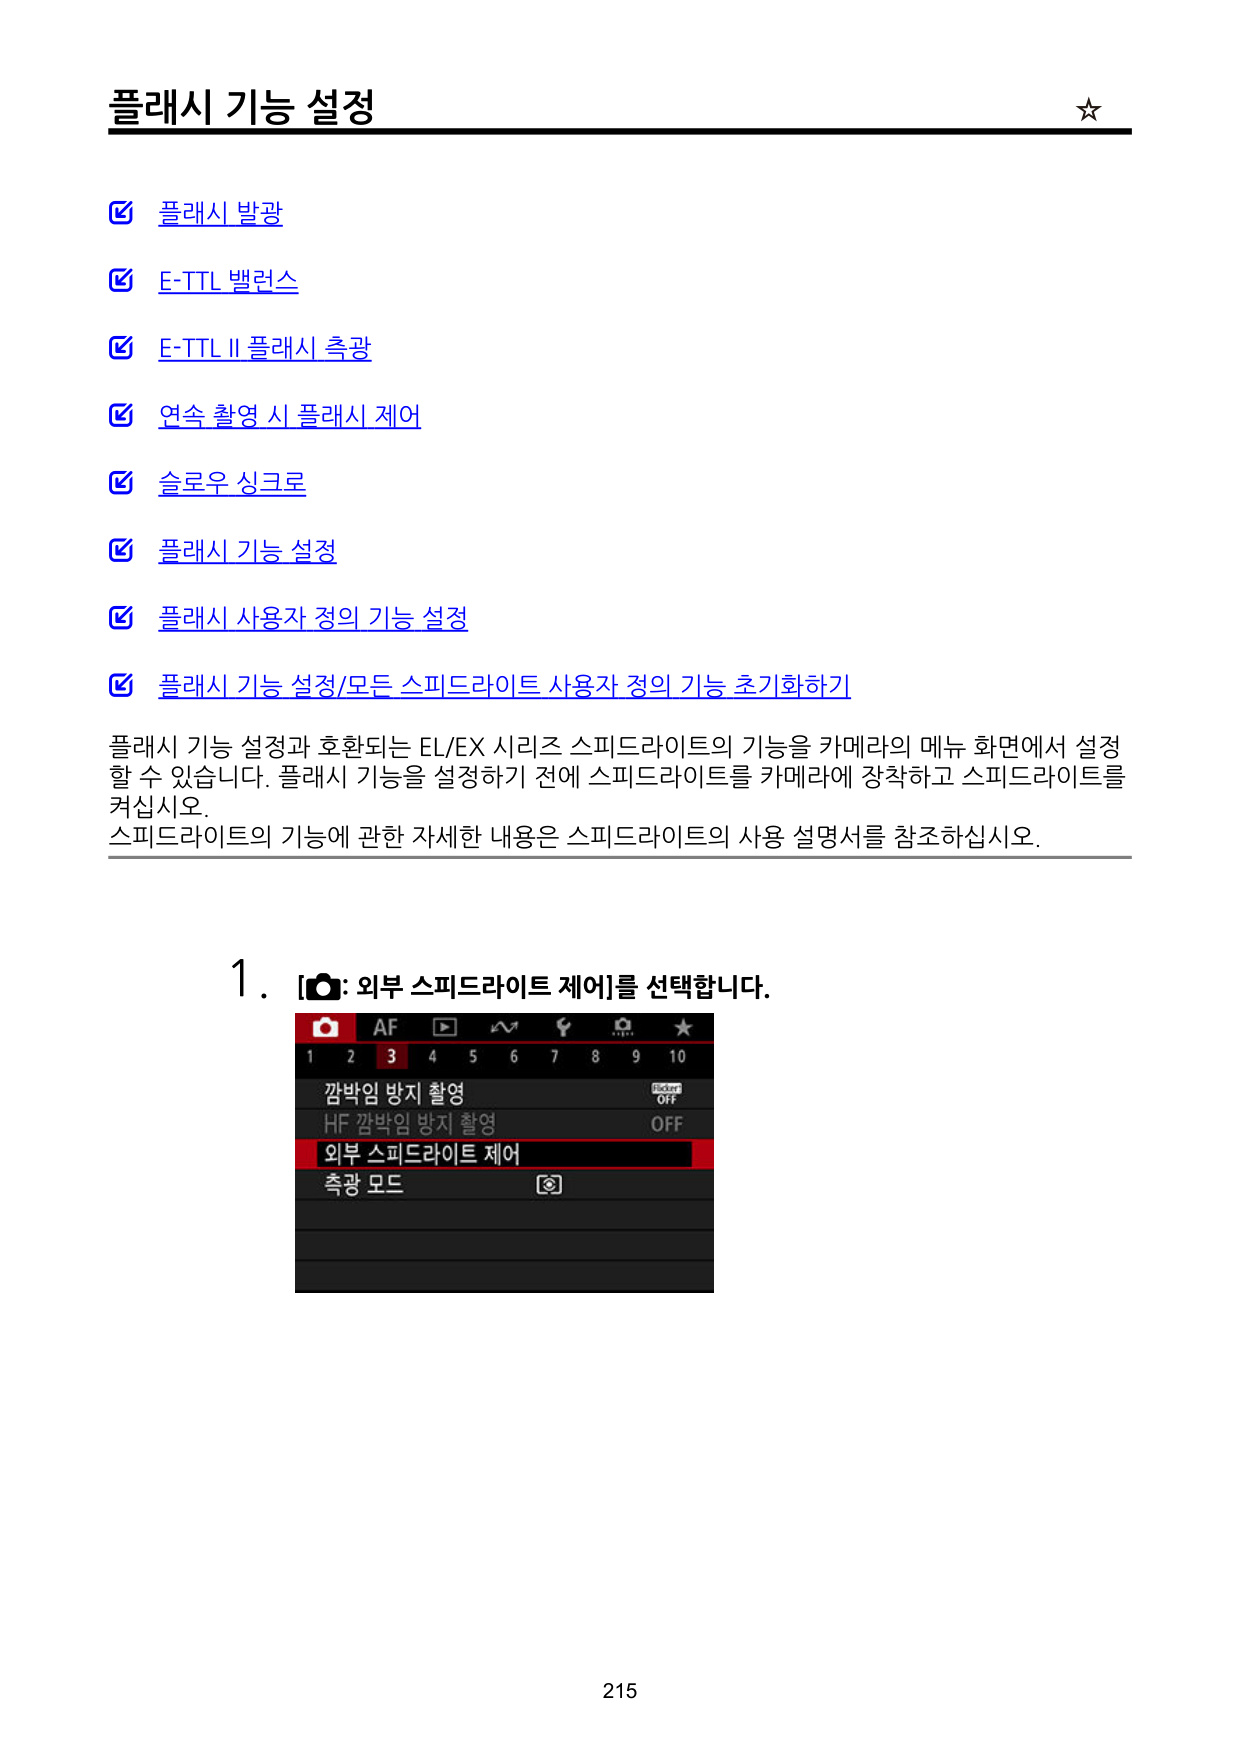 플래시 기능 설정 ☆
플래시 발광
E-TTL 밸런스
E-TTL II 플래시 측광
연속 촬영 시 플래시 제어
슬로우 싱크로
플래시 기능 설정
플래시 사용자 정의 기능 설정
플래시 기능 설정/모든 스피드라이트 사용자 정의 기능 초기화하기
플래시 기능 설정과 호환되는 EL/EX 시리즈 스피드라이트의 기능을 카메라의 메뉴 화면에서 설정
할 수 있습니다. 플래시 기능을 설정하기 전에 스피드라이트를 카메라에 장착하고 스피드라이트를
켜십시오.
스피드라이트의 기능에 관한 자세한 내용은 스피드라이트의 사용 설명서를 참조하십시오.
1. [: 외부 스피드라이트 제어]를 선택합니다.
AF
1 2 3 4 5 6 7 8 9 10
깜박임 방지 촬영 Flicker! OFF
HF 깜박임 방지 촬영 OFF
외부 스피드라이트 제어
측광 모드
215